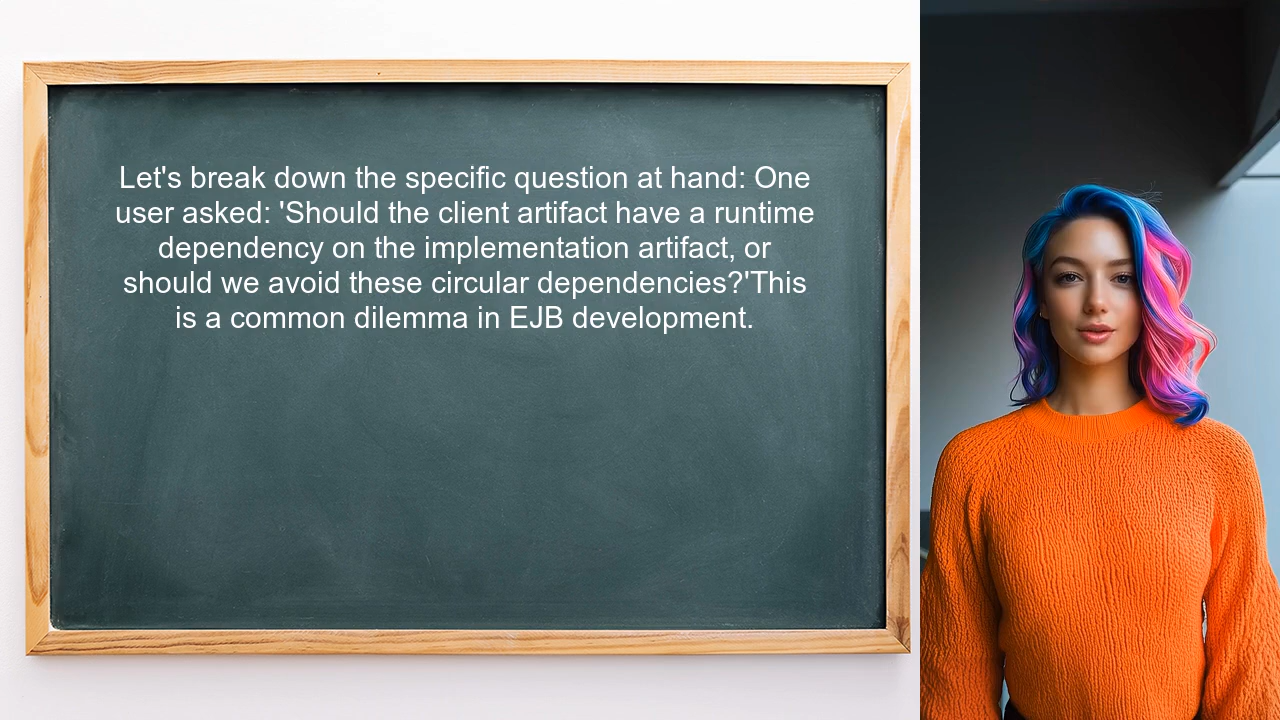 Let's break down the specific question at hand: One
user asked: 'Should the client artifact have a runtime
dependency on the implementation artifact, or
should we avoid these circular dependencies?'This
is a common dilemma in EJB development.